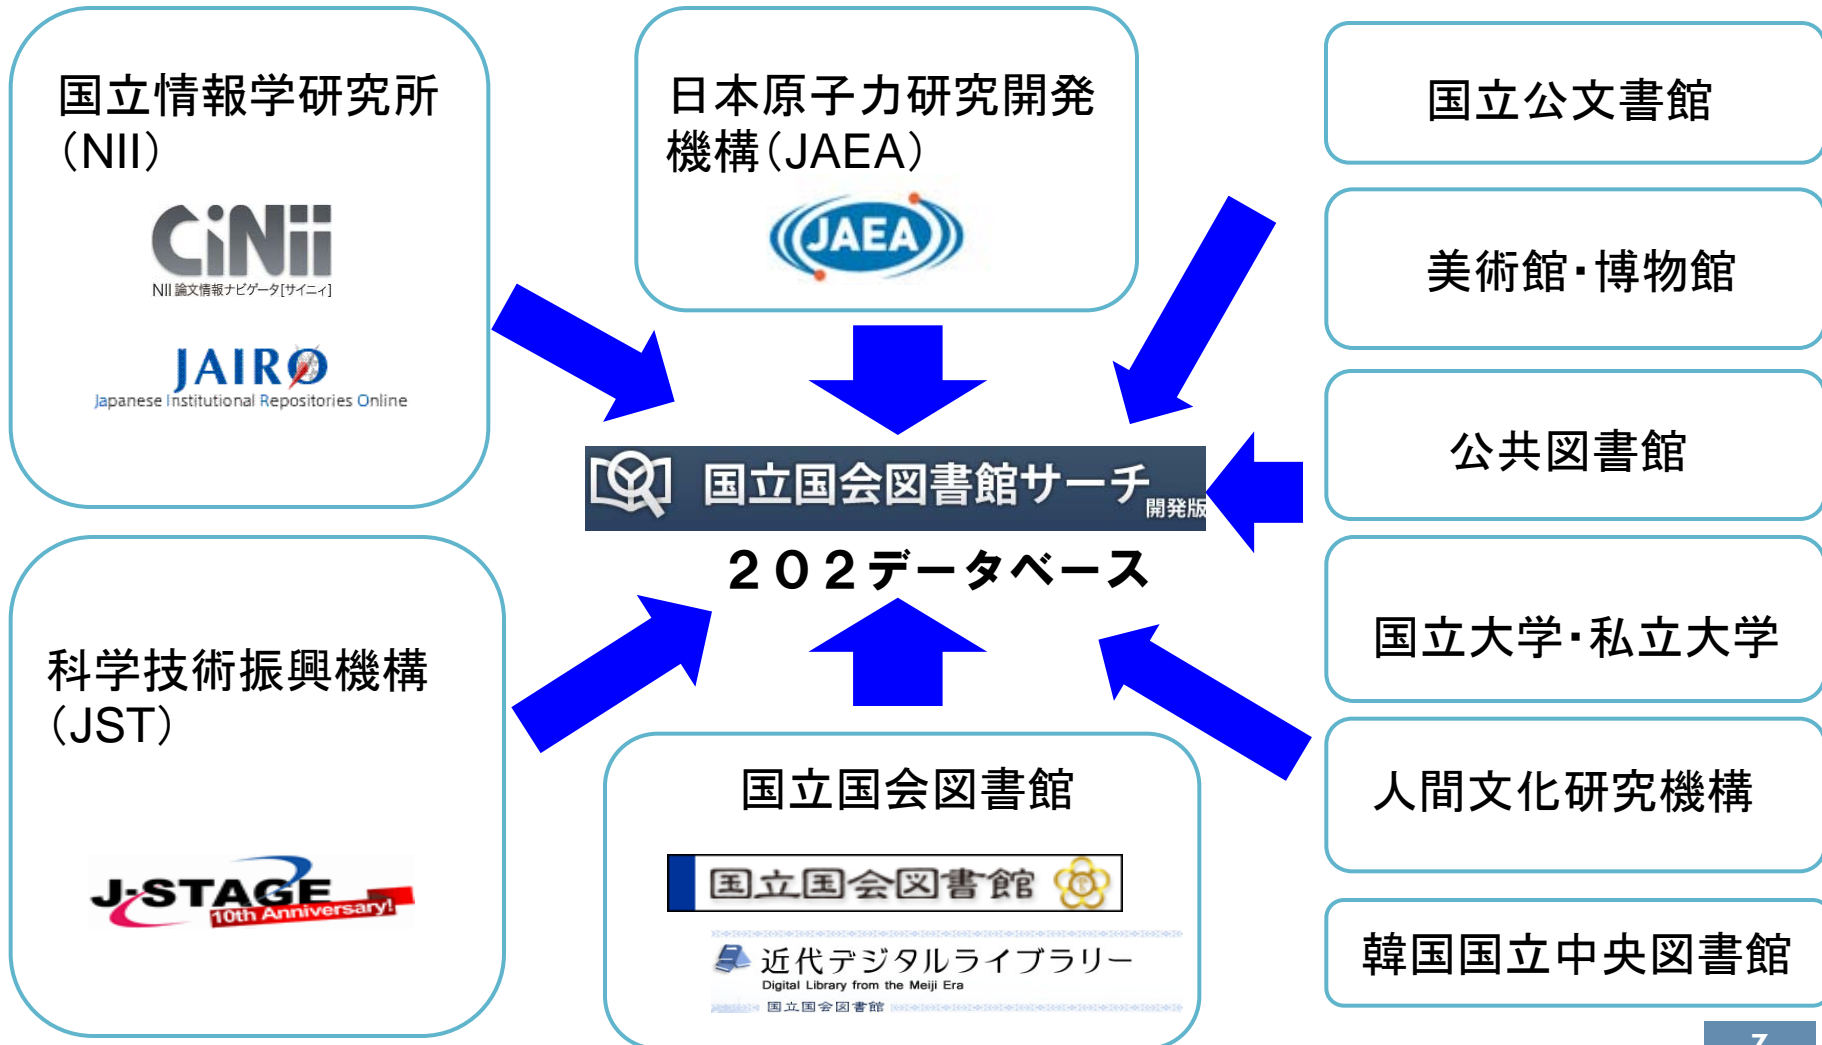 国立情報学研究所
（NII）
CiNii
NII 論文情報ナビゲータ[サイニィ]
JAIRO
Japanese Institutional Repositories Online
日本原子力研究開発
機構（JAEA）
JAEA
国立公文書館
美術館・博物館
公共図書館
国立大学・私立大学
人間文化研究機構
韓国国立中央図書館
国立国会図書館サーチ
開発版
２０２データベース
科学技術振興機構
（JST）
J-STAGE
10th Anniversary!
国立国会図書館
国立国会図書館
近代デジタルライブラリー
Digital Library from the Meiji Era
国立国会図書館
7